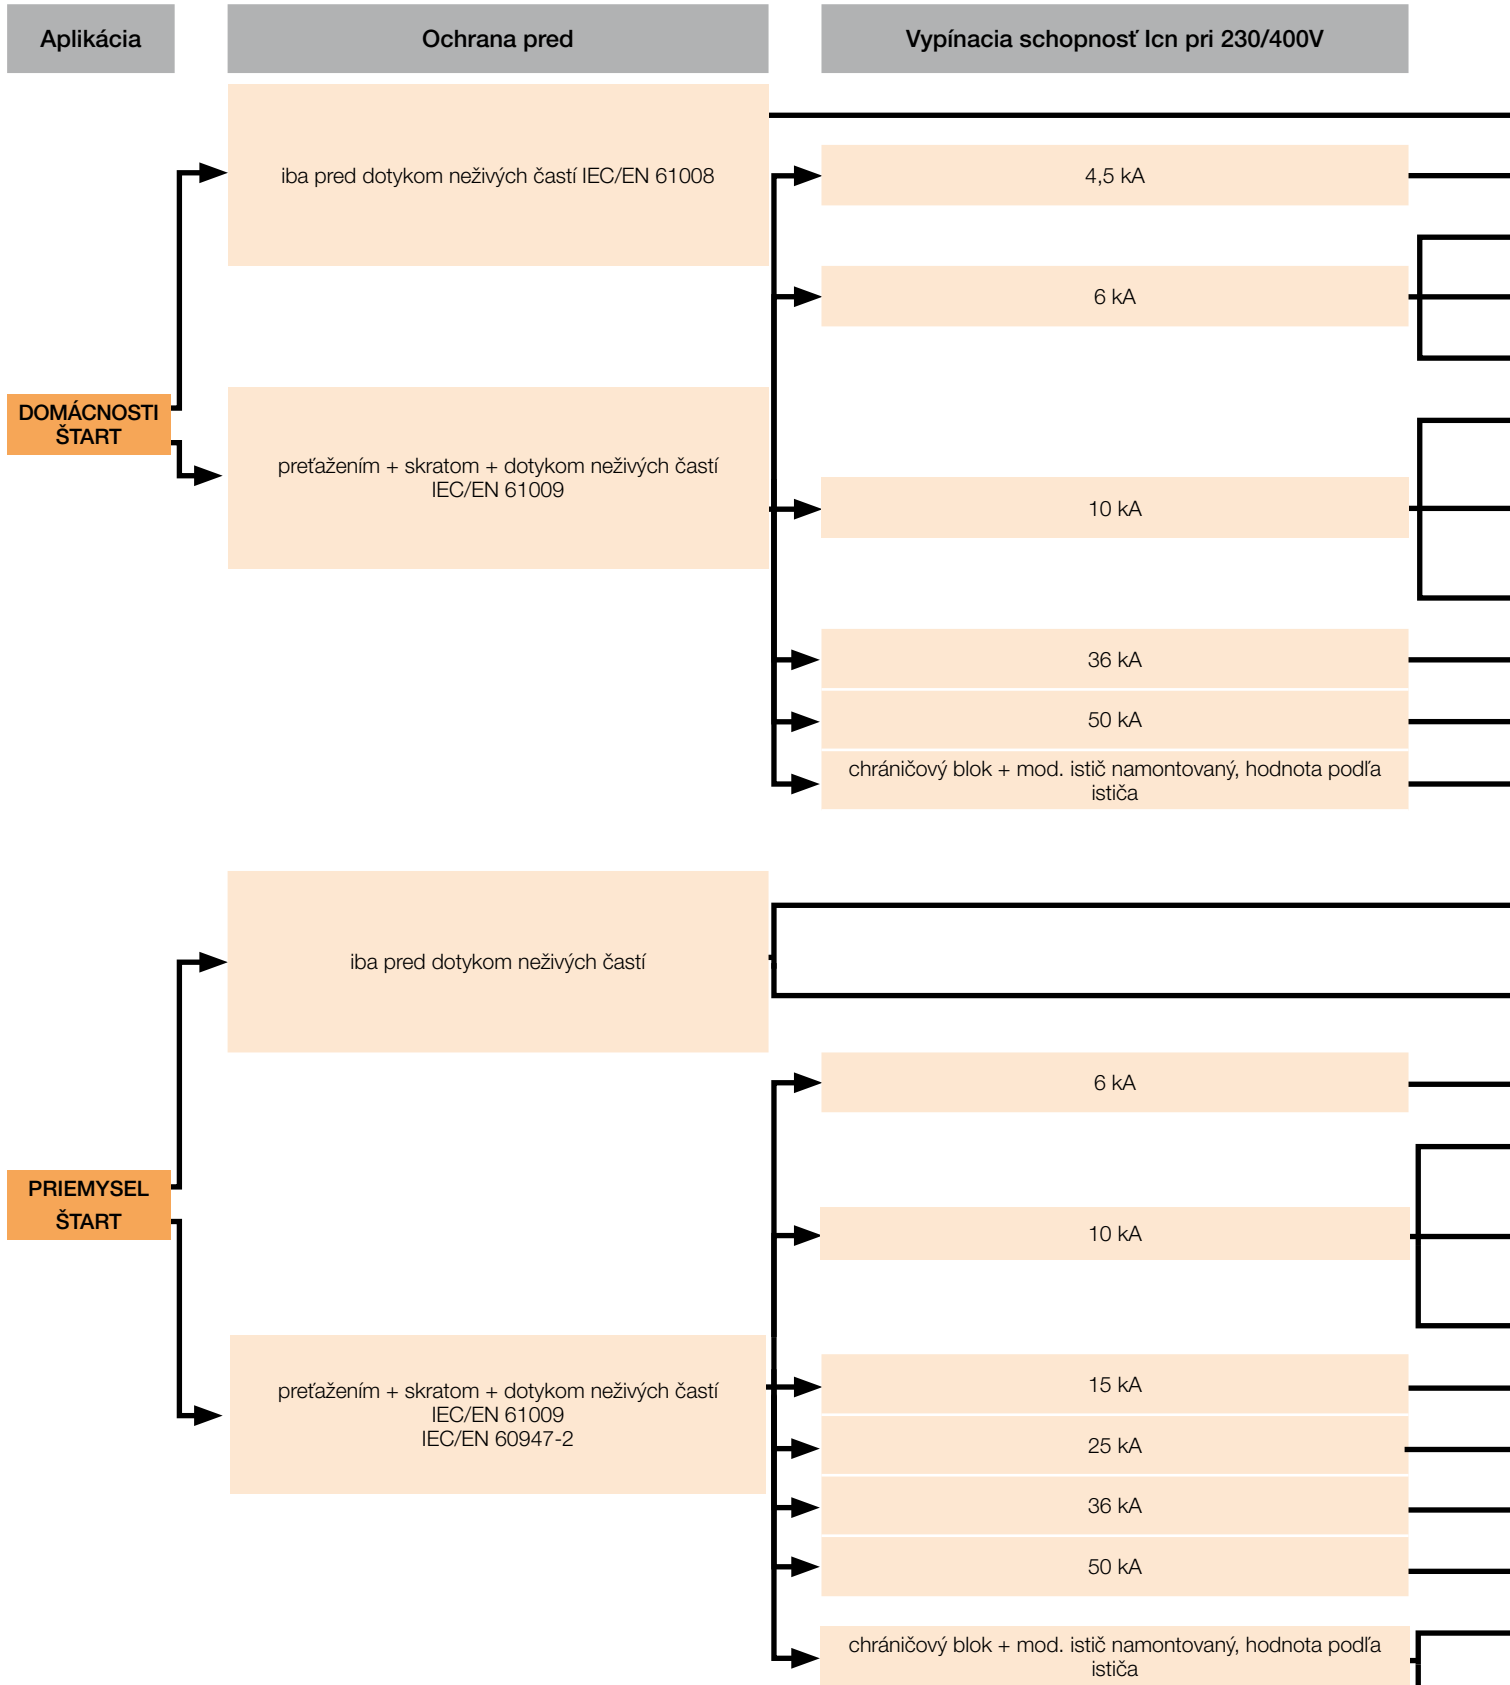 Aplikácia
Ochrana pred
Vypínacia schopnosť Icn pri 230/400V
iba pred dotykom neživých častí IEC/EN 61008
4,5 kA
6 kA
DOMÁCNOSTI
ŠTART
preťažením + skratom + dotykom neživých častí
IEC/EN 61009
10 kA
36 kA
50 kA
chráničový blok + mod. istič namontovaný, hodnota podľa
ističa
iba pred dotykom neživých častí
6 kA
PRIEMYSEL
ŠTART
10 kA
preťažením + skratom + dotykom neživých častí
IEC/EN 61009
IEC/EN 60947-2
15 kA
25 kA
36 kA
50 kA
chráničový blok + mod. istič namontovaný, hodnota podľa
ističa